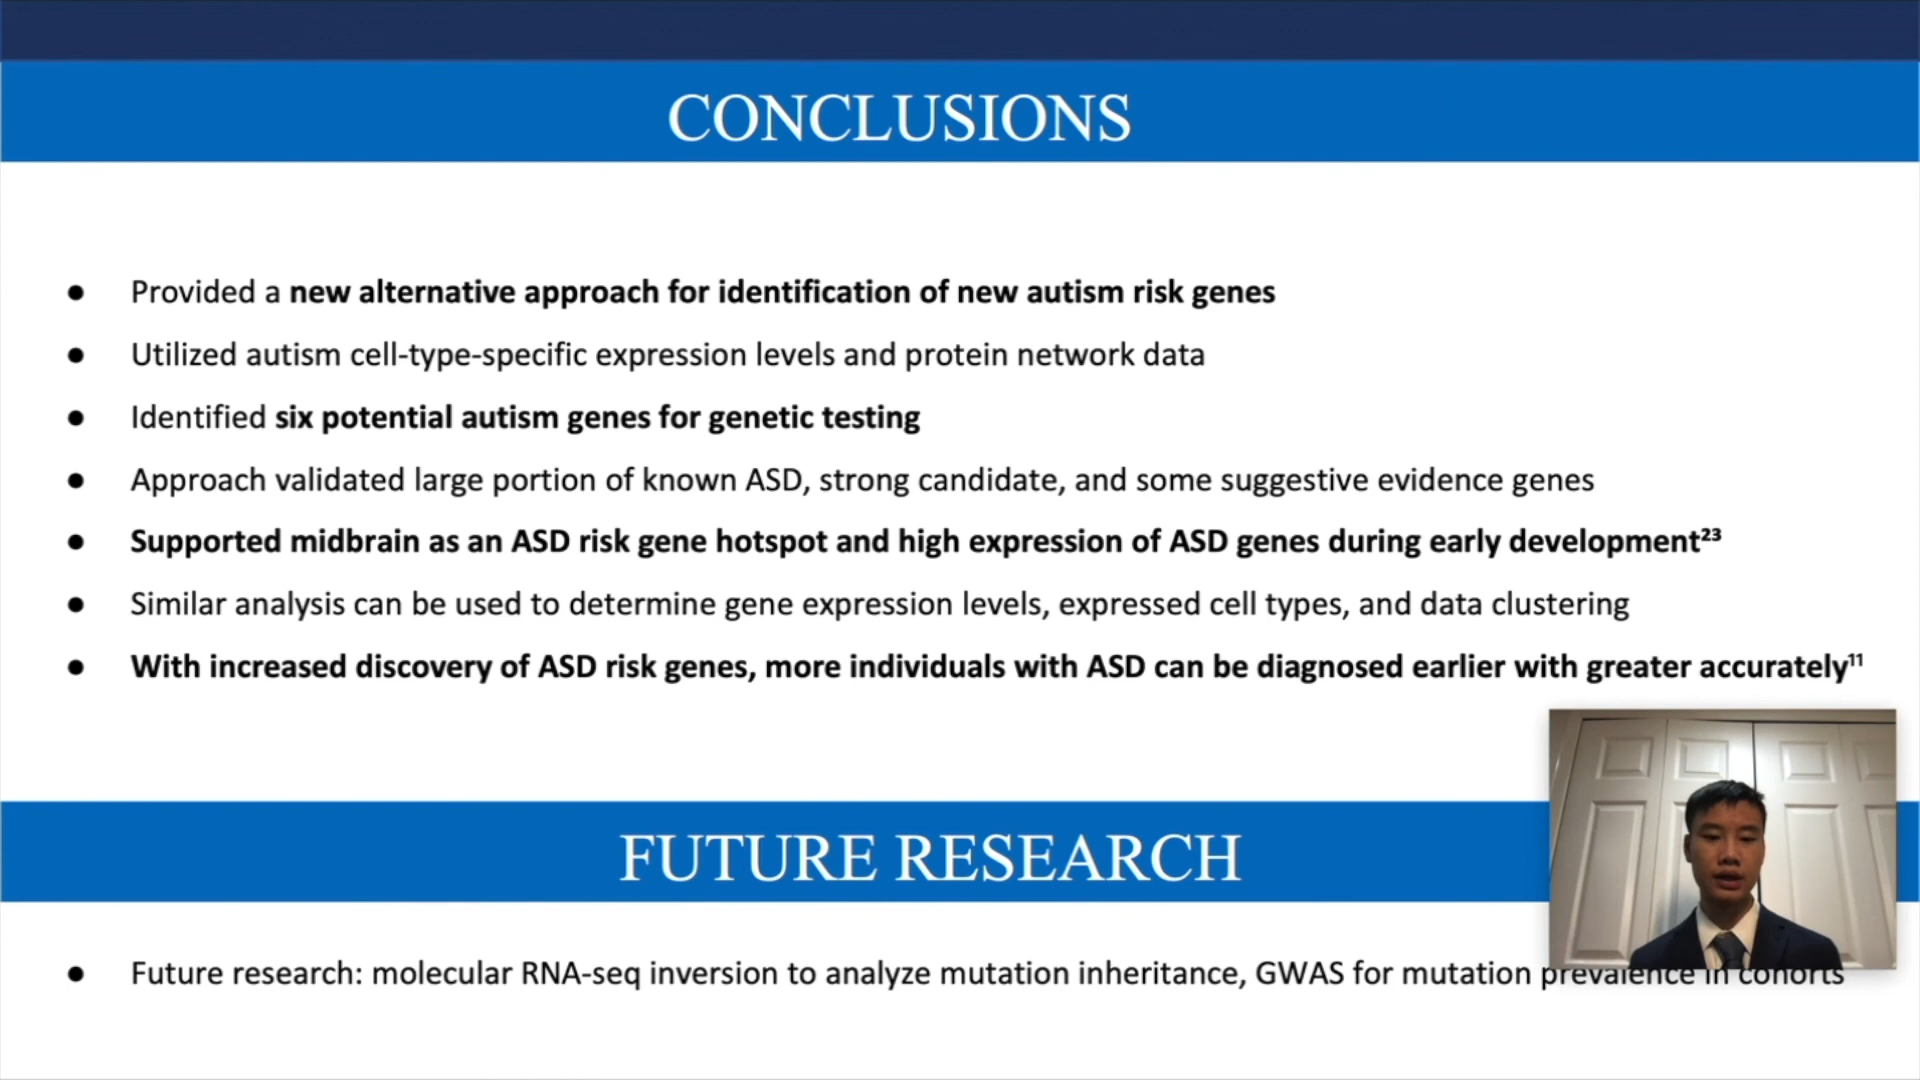 CONCLUSIONS
● Provided a new alternative approach for identification of new autism risk genes
● Utilized autism cell-type-specific expression levels and protein network data
● Identified six potential autism genes for genetic testing
● Approach validated large portion of known ASD, strong candidate, and some suggestive evidence genes
● Supported midbrain as an ASD risk gene hotspot and high expression of ASD genes during early development²³
● Similar analysis can be used to determine gene expression levels, expressed cell types, and data clustering
● With increased discovery of ASD risk genes, more individuals with ASD can be diagnosed earlier with greater accurately¹¹
FUTURE RESEARCH
● Future research: molecular RNA-seq inversion to analyze mutation inheritance, GWAS for mutation prevalence in cohorts